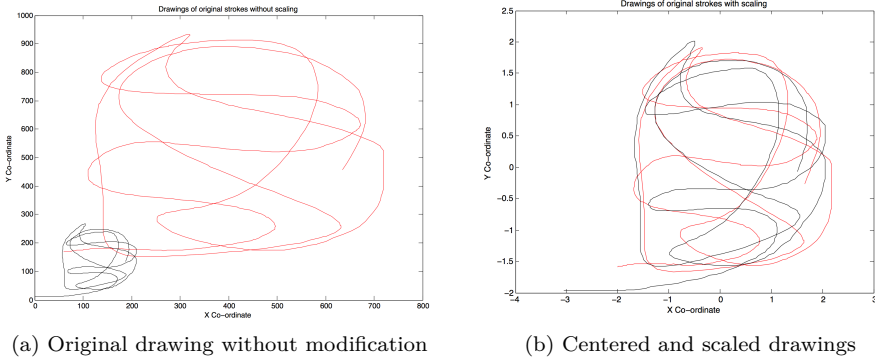 Drawings of original strokes without scaling
1000
900
800
700
600
500
400
300
200
100
0
Y Co-ordinate
0 100 200 300 400 500 600 700 800
X Co-ordinate
(a) Original drawing without modification
Drawings of original strokes with scaling
2.5
2
1.5
1
0.5
0
−0.5
−1
−1.5
−2
Y Co-ordinate
−4 −3 −2 −1 0 1 2 3
X Co-ordinate
(b) Centered and scaled drawings